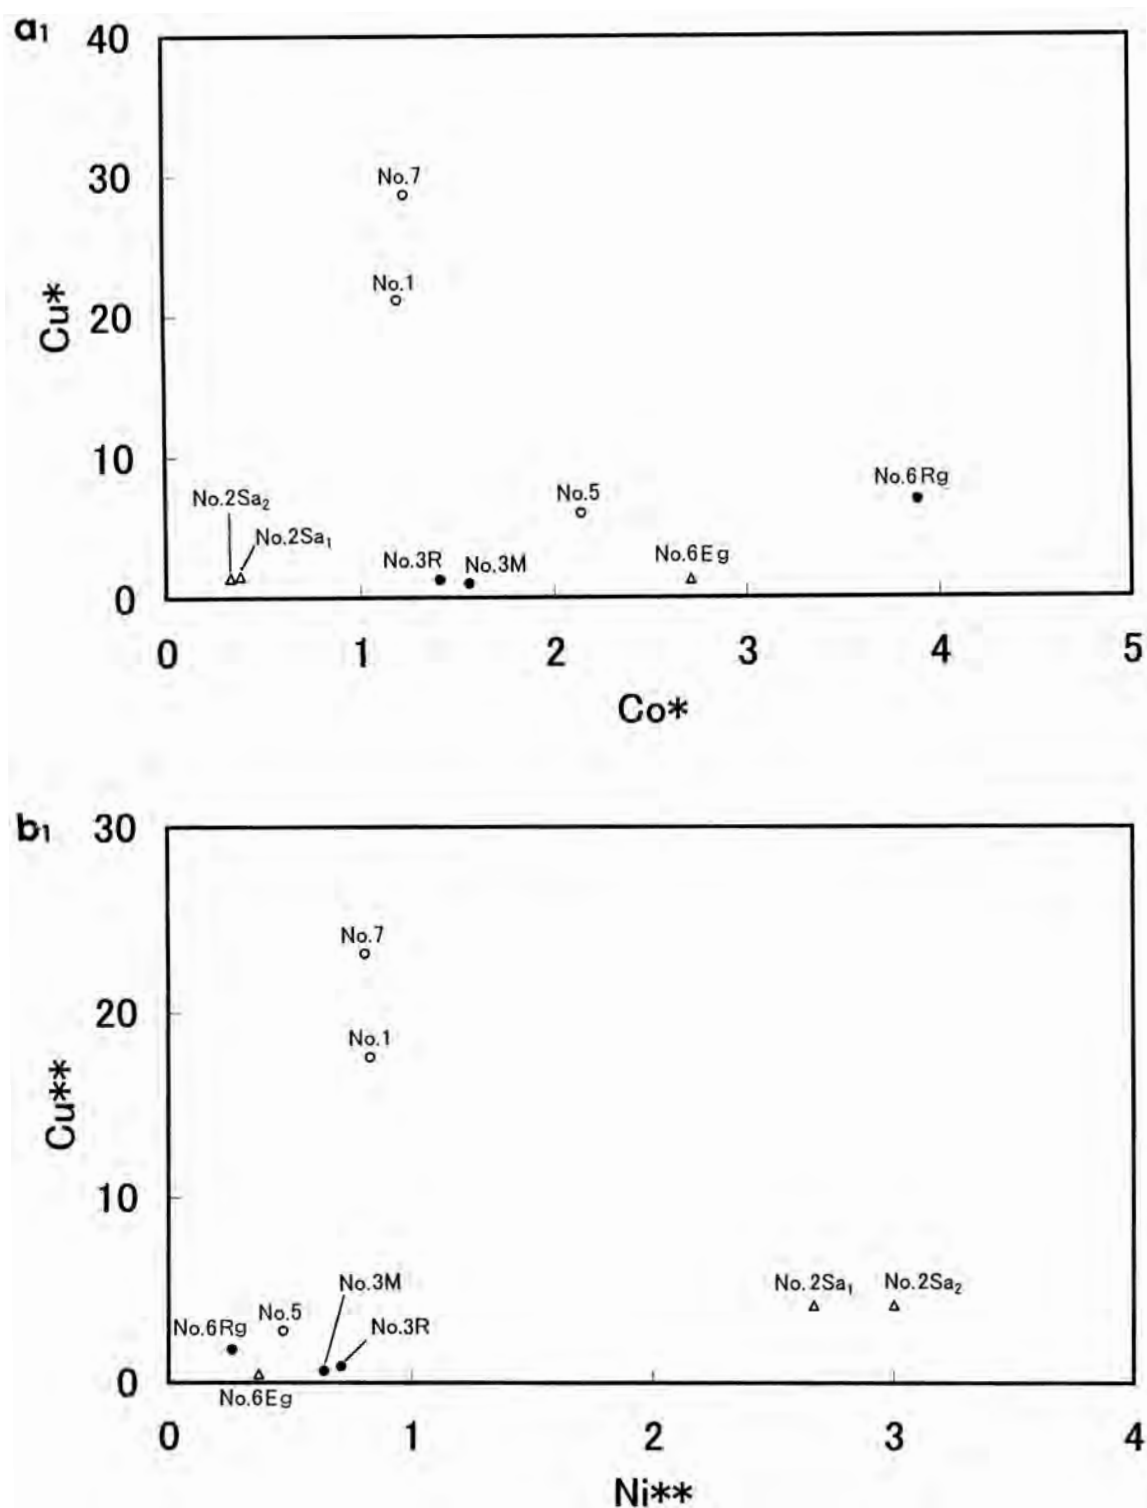 a₁
40
30
20
10
0
Cu*
No.7
No.1
No.6Rg
No.5
No.2Sa₂
No.2Sa₁
No.3R
No.3M
No.6Eg
0 1 2 3 4 5
Co*
b₁
30
20
10
0
Cu**
No.7
No.1
No.3M
No.2Sa₁
No.2Sa₂
No.5
No.6Rg
No.3R
No.6Eg
0 1 2 3 4
Ni**